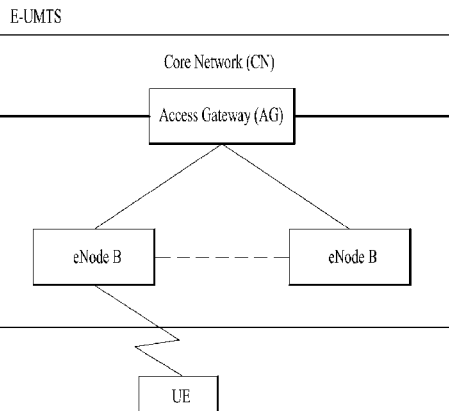 E-UMTS
Core Network (CN)
Access Gateway (AG)
eNode B
eNode B
UE